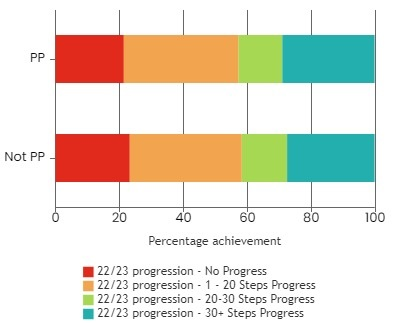 PP
Not PP
0 20 40 60 80 100
Percentage achievement
22/23 progression - No Progress
22/23 progression - 1 - 20 Steps Progress
22/23 progression - 20-30 Steps Progress
22/23 progression - 30+ Steps Progress